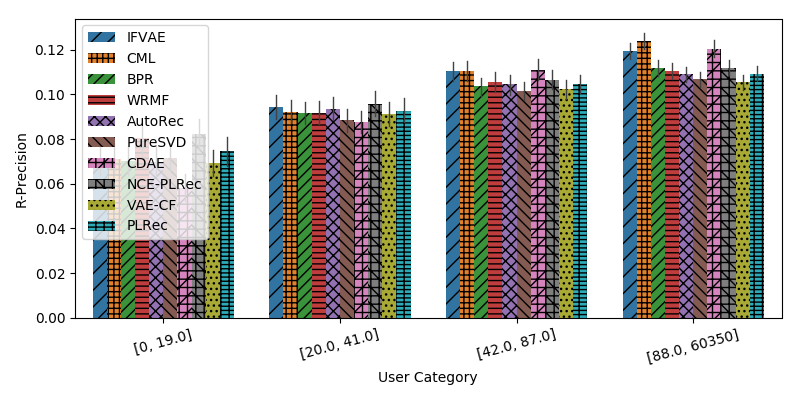 0.12
0.10
0.08
0.06
0.04
0.02
0.00
R-Precision
IFVAE
CML
BPR
WRMF
AutoRec
PureSVD
CDAE
NCE-PLRec
VAE-CF
PLRec
[0, 19.0]
[20.0, 41.0]
[42.0, 87.0]
[88.0, 60350]
User Category